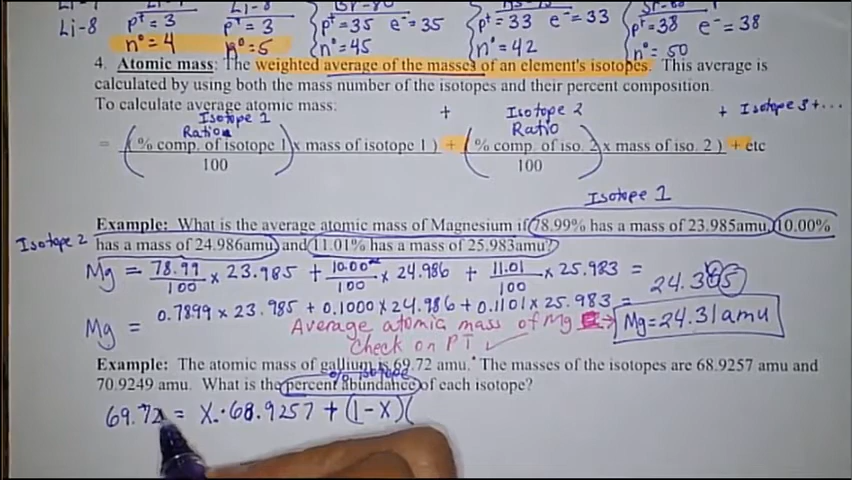 Li-8 p⁺=3 p⁺=3 p⁺=35 e⁻=35 p⁺=33 e⁻=33 p⁺=38 e⁻=38
n°=4 n°=5 n°=45 n°=42 n°=50
4. Atomic mass: The weighted average of the masses of an element's isotopes. This average is
calculated by using both the mass number of the isotopes and their percent composition.
To calculate average atomic mass: + Isotope 2 + Isotope 3 + ...
Isotope 1
Ratio Ratio
= ( % comp. of isotope 1 x mass of isotope 1 ) + ( % comp. of iso. 2 x mass of iso. 2 ) + etc
100 100
Isotope 1
Example: What is the average atomic mass of Magnesium if 78.99% has a mass of 23.985amu, 10.00%
Isotope 2 has a mass of 24.986amu and 11.01% has a mass of 25.983amu?
Mg = 78.99/100 x 23.985 + 10.00/100 x 24.986 + 11.01/100 x 25.983 =
Mg = 0.7899 x 23.985 + 0.1000 x 24.986 + 0.1101 x 25.983 =
Average atomic mass of Mg Mg = 24.31 amu
Check on PT ✓
Example: The atomic mass of gallium is 69.72 amu. The masses of the isotopes are 68.9257 amu and
70.9249 amu. What is the percent abundance of each isotope?
69.72 = X · 68.9257 + (1-X)(